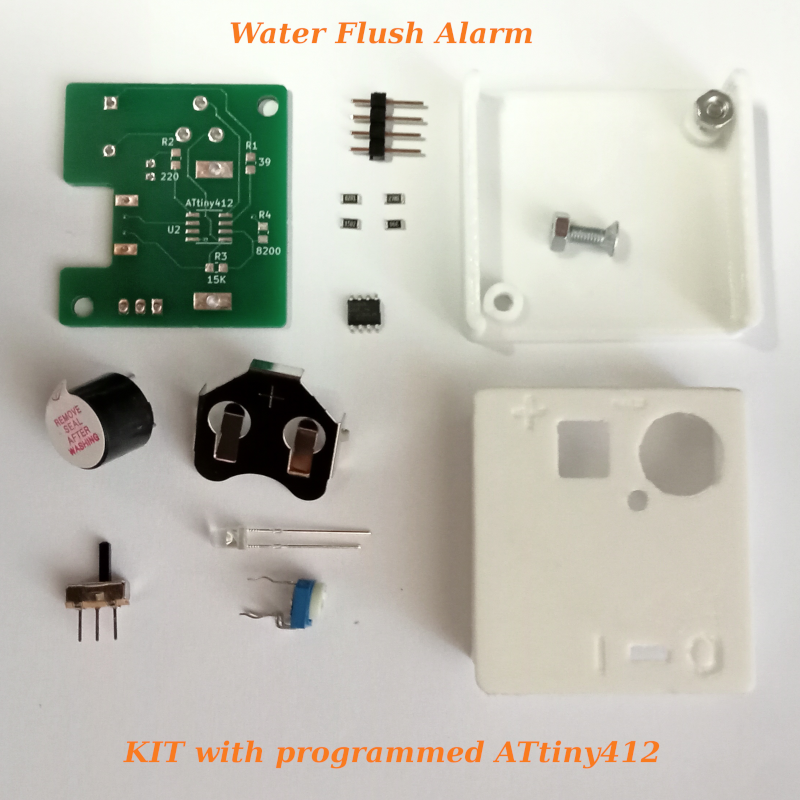 Water Flush Alarm
R2
R1
39
220
ATtiny412
U2
R4
8200
R3
15K
REMOVE
SEAL
AFTER
WASHING
KIT with programmed ATtiny412